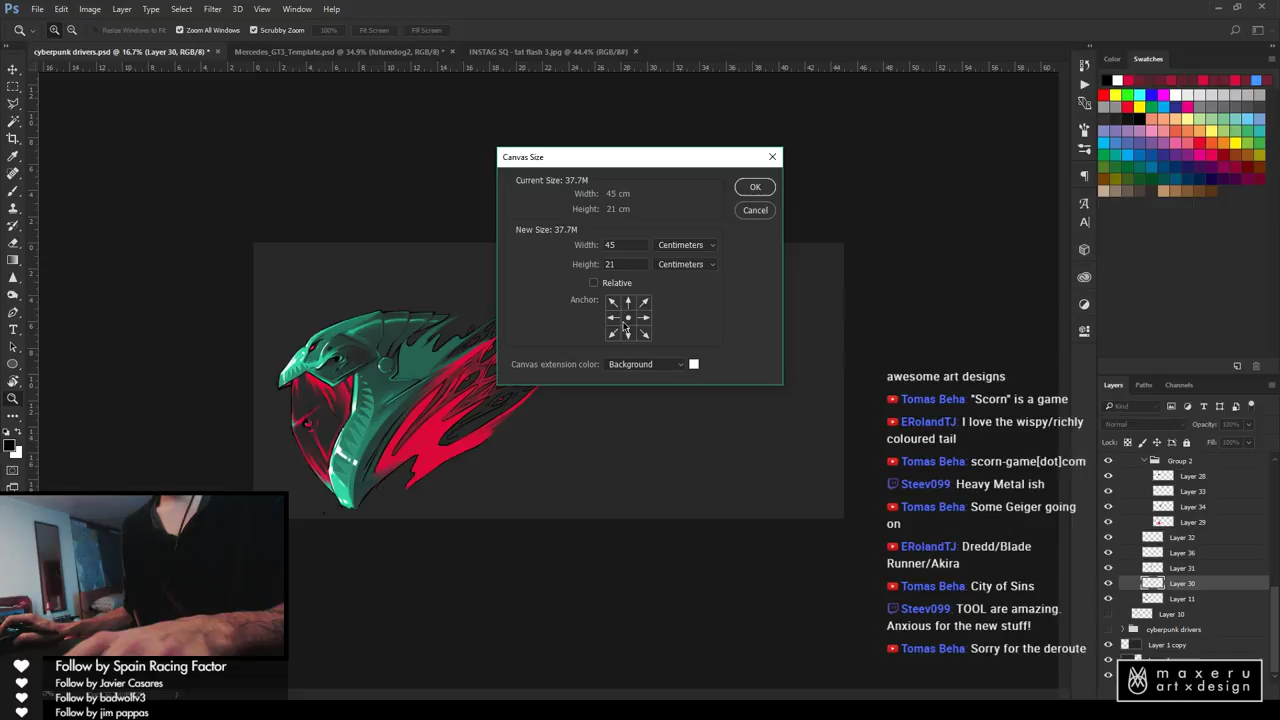 Ps File Edit Image Layer Type Select Filter 3D View Window Help
Resize Windows to Fit Zoom All Windows Scrubby Zoom 100% Fit Screen Fill Screen
cyberpunk drivers.psd @ 16.7% (Layer 30, RGB/8) * × Mercedes_GT3_Template.psd @ 34.9% (futuredog2, RGB/8) * × INSTAG SQ - tat flash 3.jpg @ 44.4% (RGB/8#) ×
Color Swatches
Canvas Size
Current Size: 37.7M
Width: 45 cm
Height: 21 cm
OK
Cancel
New Size: 37.7M
Width: 45 Centimeters
Height: 21 Centimeters
Relative
Anchor:
Canvas extension color: Background
awesome art designs
Tomas Beha: "Scorn" is a game
ERolandTJ: I love the wispy/richly
coloured tail
Tomas Beha: scorn-game[dot]com
Steev099: Heavy Metal ish
Tomas Beha: Some Geiger going
on
ERolandTJ: Dredd/Blade
Runner/Akira
Tomas Beha: City of Sins
Steev099: TOOL are amazing.
Anxious for the new stuff!
Tomas Beha: Sorry for the deroute
Layers Paths Channels
Kind
Normal Opacity: 100%
Lock: Fill: 100%
Group 2
Layer 28
Layer 33
Layer 34
Layer 29
Layer 32
Layer 36
Layer 31
Layer 30
Layer 11
Layer 10
cyberpunk drivers
Layer 1 copy
Follow by Spain Racing Factor
Follow by Javier Casares
Follow by badwolfv3
Follow by jim pappas
maxeru
art x design